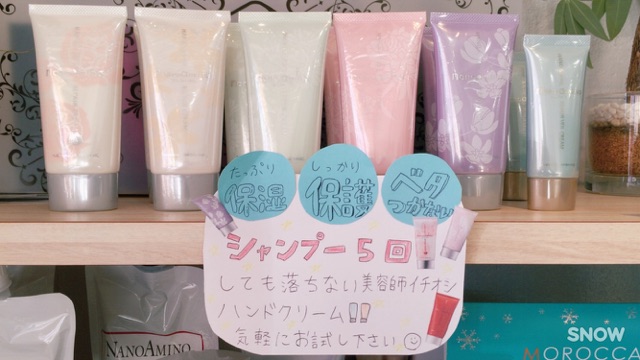 たっぷり
保湿
しっかり
保護
ベタ
つかない
シャンプー5回
しても落ちない美容師イチオシ
ハンドクリーム!!
気軽にお試し下さい
NANOAMINO
SNOW
MOROCCA